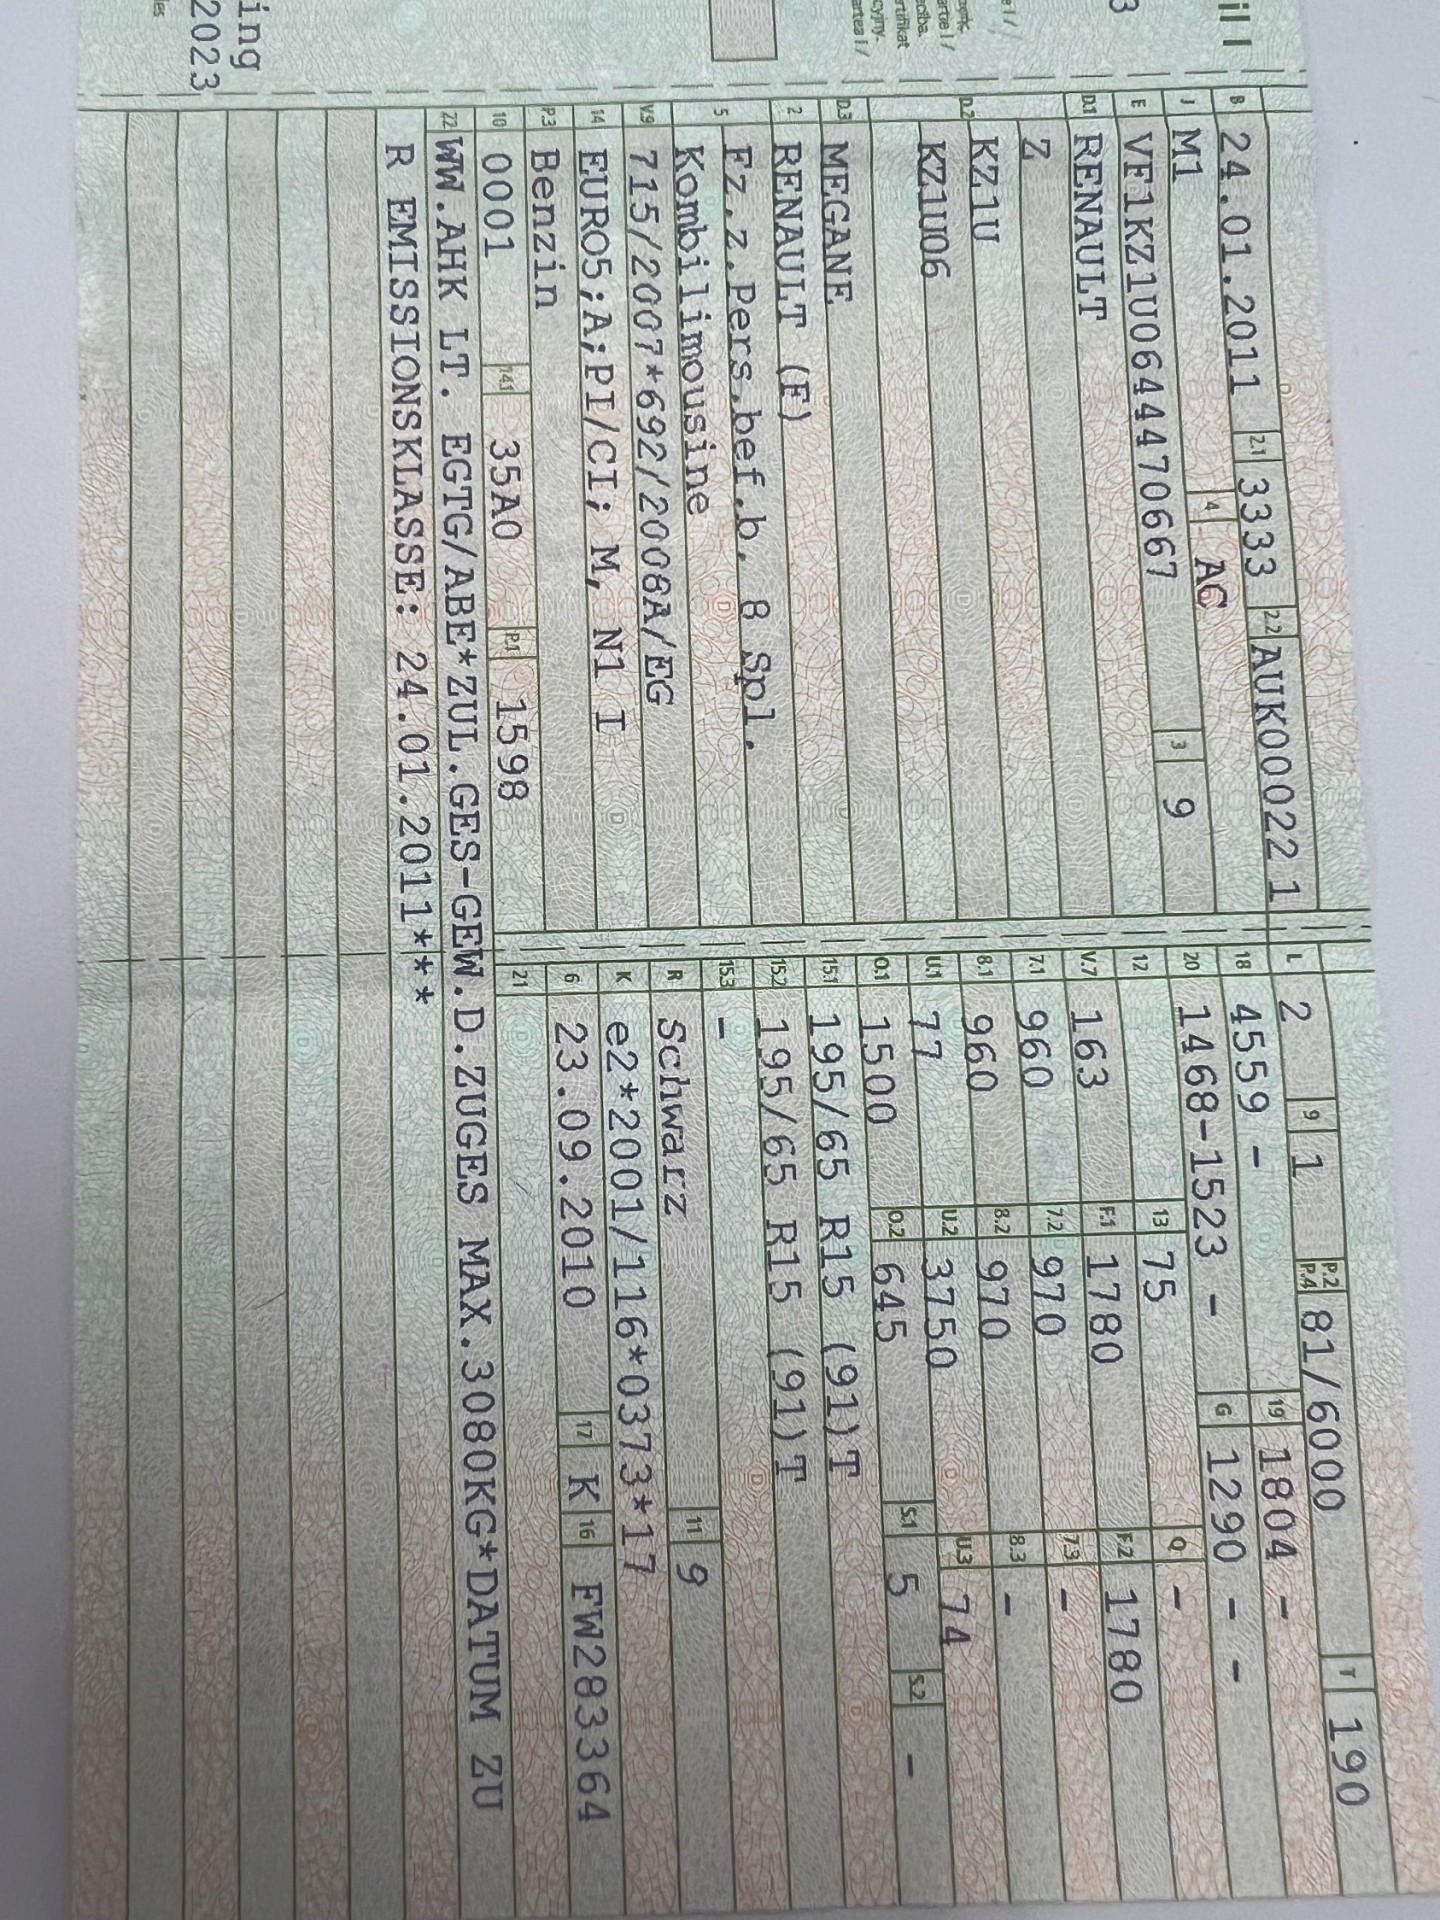 il I
3
ing
2023
B 24.01.2011 2.1 3333 2.2 AUK00022 1
J M1 4 AC
E VF1KZ1U0644470667 3 9
D.1 RENAULT
Z
D.2 KZ1U
KZ1U06
D.3 MEGANE
2 RENAULT (F)
5 Fz.z.Pers.bef.b. 8 Spl.
Kombilimousine
V.9 715/2007*692/2008A/EG
14 EURO5;A;PI/CI; M, N1 I
P.3 Benzin
10 0001 14.1 35A0 P.1 1598
L 2 9 1 P.2 P.4 81/6000 T 190
18 4559 - 19 1804 -
20 1468-1523 - G 1290 - -
12 13 75 Q -
V.7 163 F.1 1780 F.2 1780
7.1 960 7.2 970 7.3 -
8.1 960 8.2 970 8.3 -
U.1 77 U.2 3750 U.3 74
O.1 1500 O.2 645 S.1 5 S.2 -
15.1 195/65 R15 (91)T
15.2 195/65 R15 (91)T
15.3 -
R Schwarz 11 9
K e2*2001/116*0373*17
6 23.09.2010 17 K 16 FW283364
21
22 WW.AHK LT. EGTG/ABE*ZUL.GES-GEW.D.ZUGES MAX.3080KG*DATUM ZU
R EMISSIONSKLASSE: 24.01.2011***